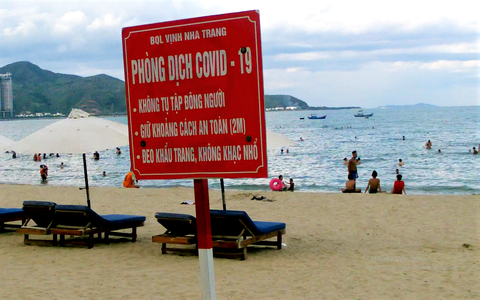 BQL VỊNH NHA TRANG
PHÒNG DỊCH COVID - 19
- KHÔNG TỤ TẬP ĐÔNG NGƯỜI
- GIỮ KHOẢNG CÁCH AN TOÀN (2M)
- ĐEO KHẨU TRANG, KHÔNG KHẠC NHỔ